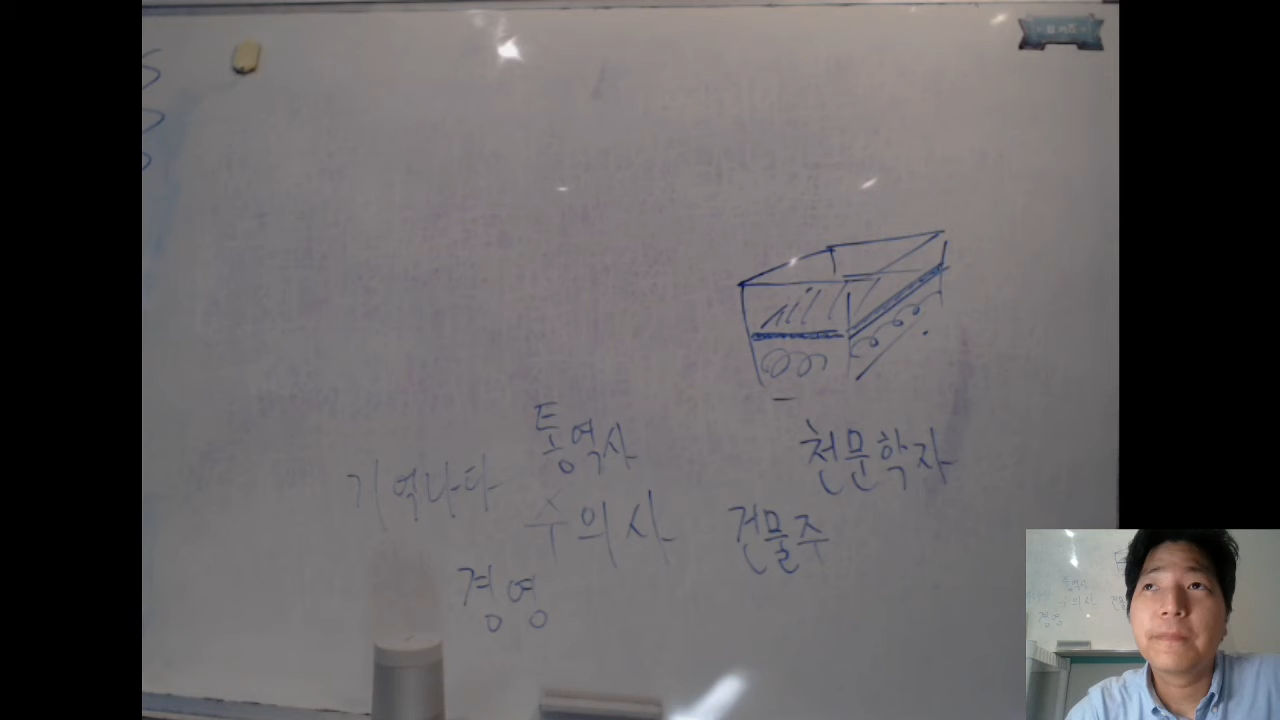 통역사
천문학자
기억나다
수의사
건물주
경영